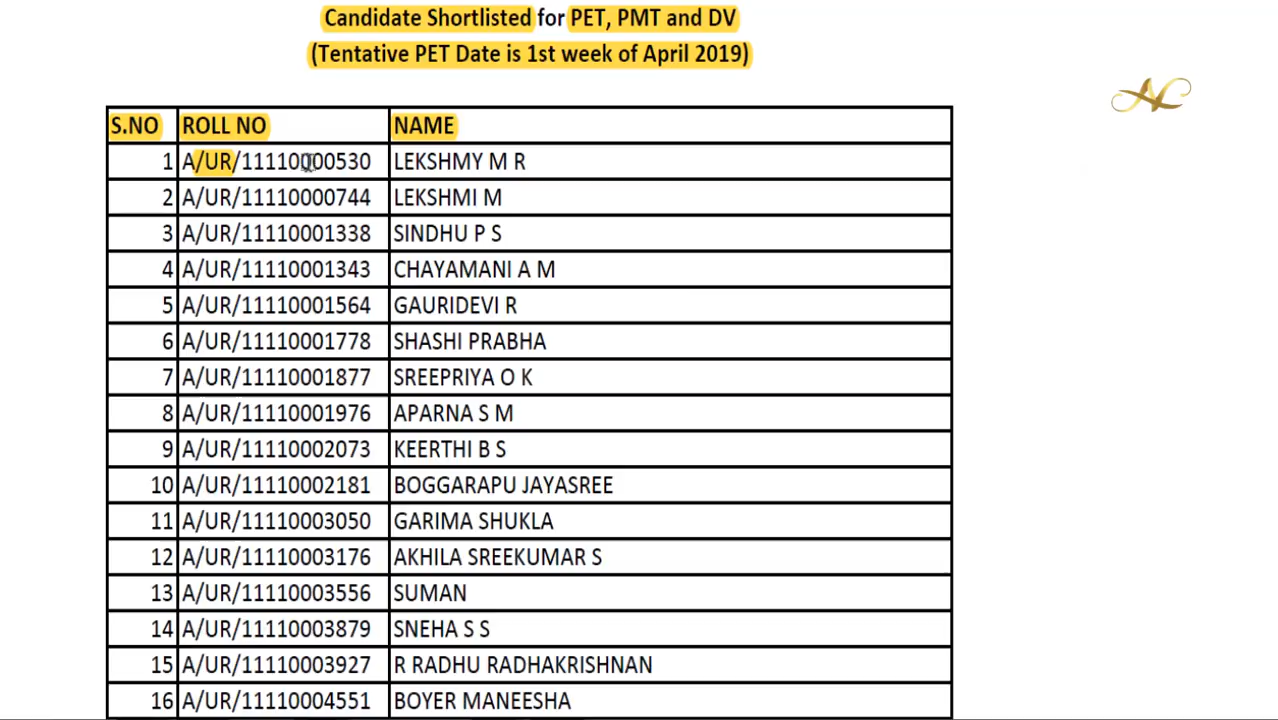 Candidate Shortlisted for PET, PMT and DV
(Tentative PET Date is 1st week of April 2019)
S.NO ROLL NO NAME
1 A/UR/11110000530 LEKSHMY M R
2 A/UR/11110000744 LEKSHMI M
3 A/UR/11110001338 SINDHU P S
4 A/UR/11110001343 CHAYAMANI A M
5 A/UR/11110001564 GAURIDEVI R
6 A/UR/11110001778 SHASHI PRABHA
7 A/UR/11110001877 SREEPRIYA O K
8 A/UR/11110001976 APARNA S M
9 A/UR/11110002073 KEERTHI B S
10 A/UR/11110002181 BOGGARAPU JAYASREE
11 A/UR/11110003050 GARIMA SHUKLA
12 A/UR/11110003176 AKHILA SREEKUMAR S
13 A/UR/11110003556 SUMAN
14 A/UR/11110003879 SNEHA S S
15 A/UR/11110003927 R RADHU RADHAKRISHNAN
16 A/UR/11110004551 BOYER MANEESHA